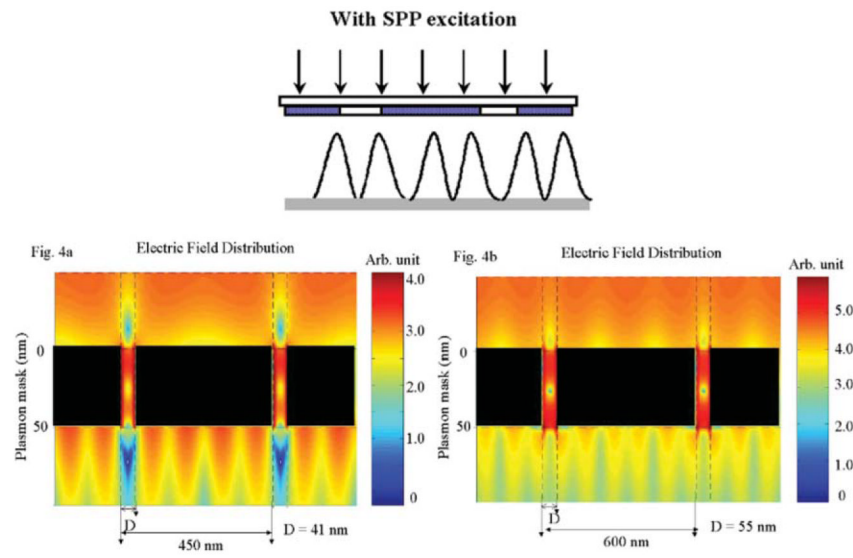 With SPP excitation
Fig. 4a
Electric Field Distribution
Arb. unit
4.0
3.0
2.0
1.0
0
Plasmon mask (nm)
0
50
D
D = 41 nm
450 nm
Fig. 4b
Electric Field Distribution
Arb. unit
5.0
4.0
3.0
2.0
1.0
0
Plasmon mask (nm)
0
50
D
D = 55 nm
600 nm